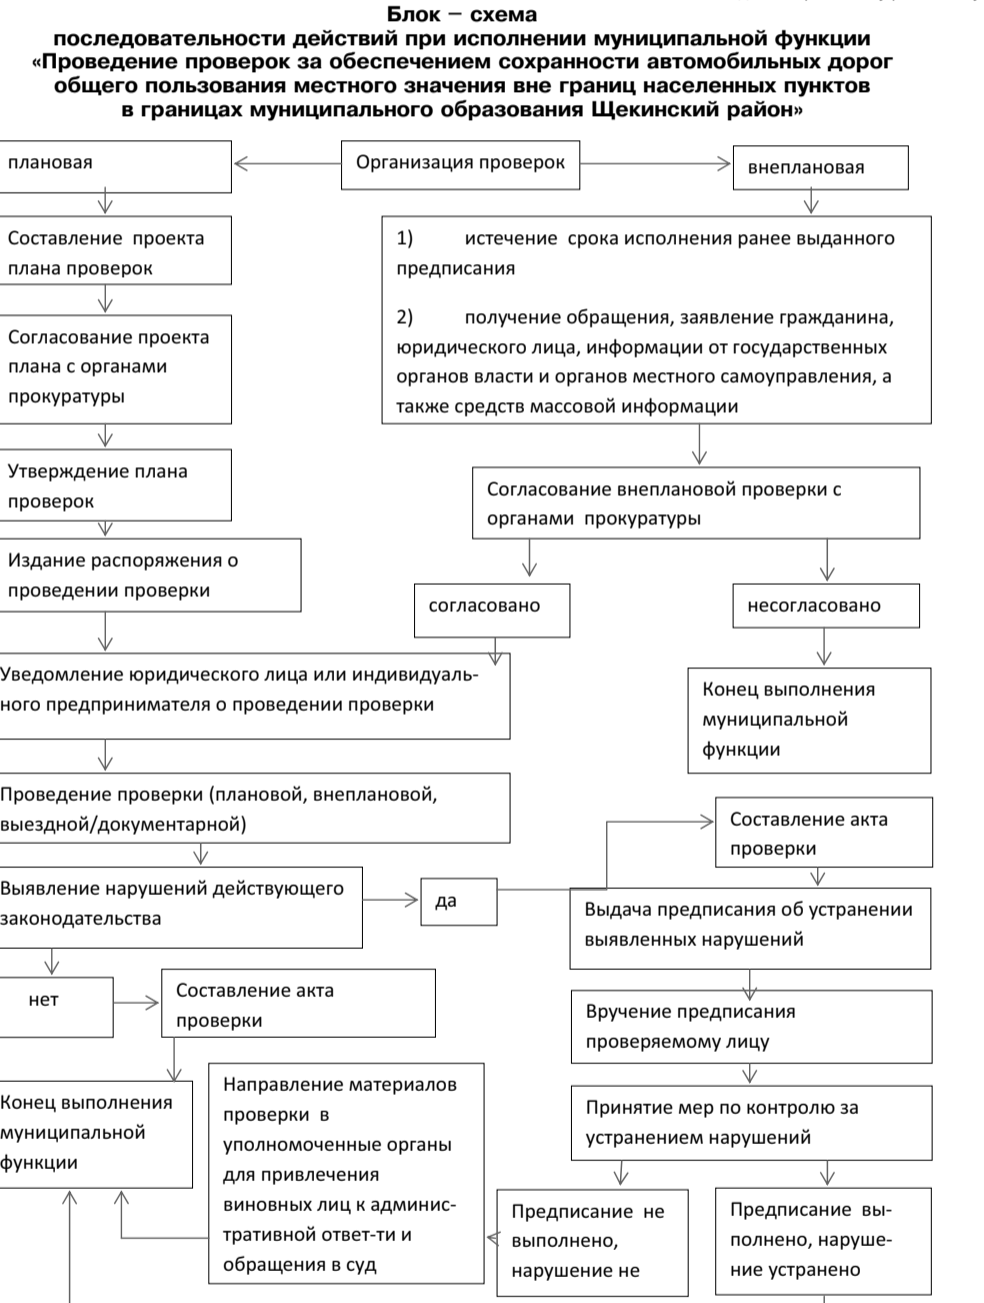 Блок – схема
последовательности действий при исполнении муниципальной функции
«Проведение проверок за обеспечением сохранности автомобильных дорог
общего пользования местного значения вне границ населенных пунктов
в границах муниципального образования Щекинский район»
плановая
Организация проверок
внеплановая
Составление проекта
плана проверок
1) истечение срока исполнения ранее выданного
предписания
2) получение обращения, заявление гражданина,
юридического лица, информации от государственных
органов власти и органов местного самоуправления, а
также средств массовой информации
Согласование проекта
плана с органами
прокуратуры
Утверждение плана
проверок
Согласование внеплановой проверки с
органами прокуратуры
Издание распоряжения о
проведении проверки
согласовано
несогласовано
Уведомление юридического лица или индивидуаль-
ного предпринимателя о проведении проверки
Конец выполнения
муниципальной
функции
Проведение проверки (плановой, внеплановой,
выездной/документарной)
Составление акта
проверки
Выявление нарушений действующего
законодательства
да
Выдача предписания об устранении
выявленных нарушений
нет
Составление акта
проверки
Вручение предписания
проверяемому лицу
Конец выполнения
муниципальной
функции
Направление материалов
проверки в
уполномоченные органы
для привлечения
виновных лиц к админис-
тративной ответ-ти и
обращения в суд
Принятие мер по контролю за
устранением нарушений
Предписание не
выполнено,
нарушение не
Предписание вы-
полнено, наруше-
ние устранено